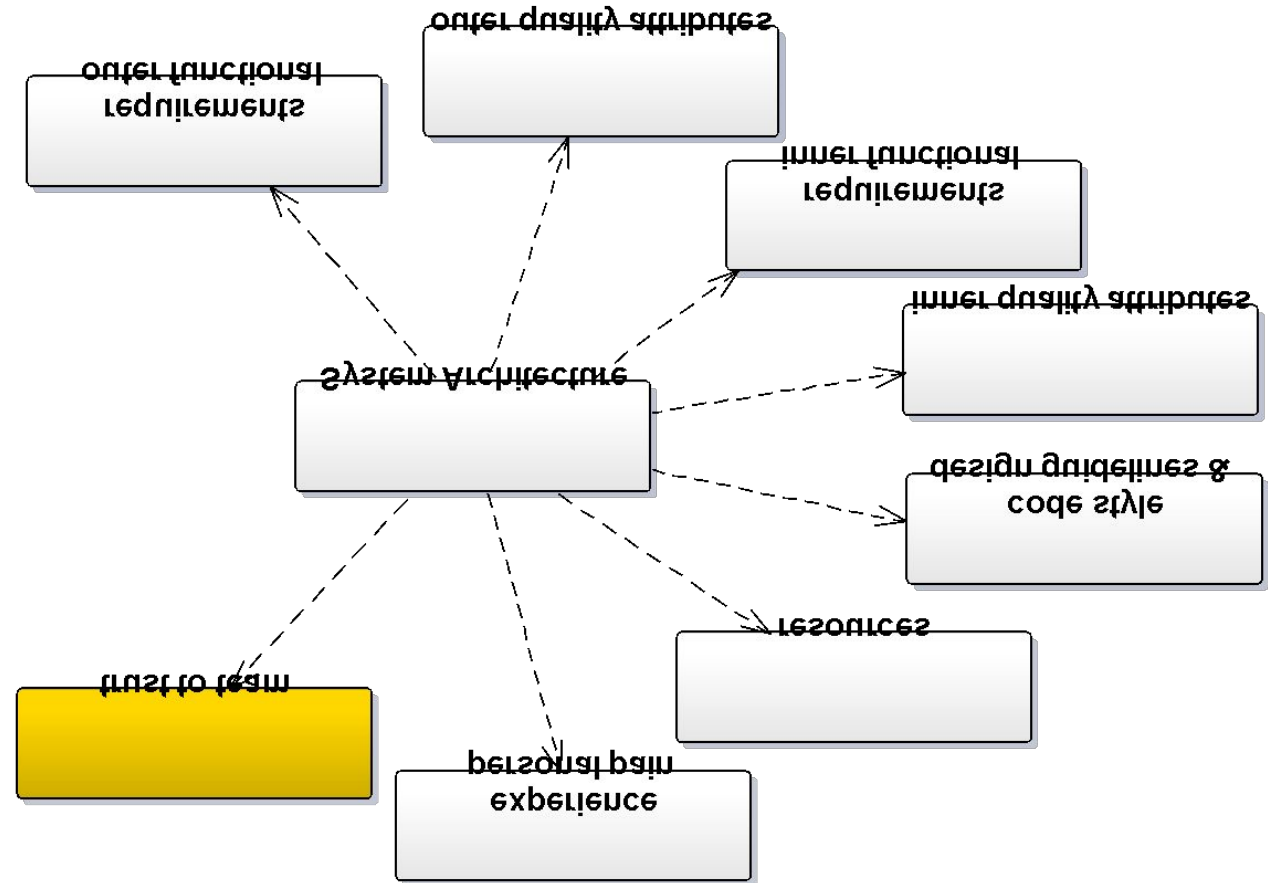 outer quality attributes
outer functional
requirements
inner functional
requirements
inner quality attributes
System Architecture
design guidelines &
code style
resources
trust to team
personal pain
experience